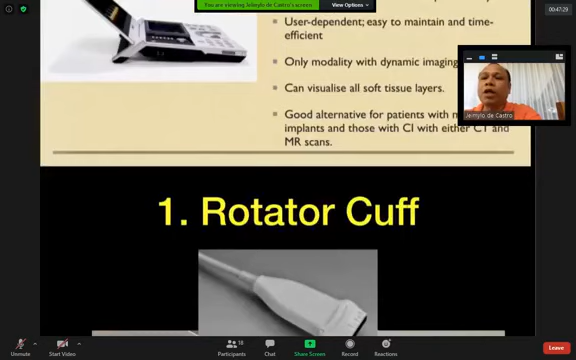 You are viewing Jeimylo de Castro's screen
View Options
00:47:29
User-dependent; easy to maintain and time-
efficient
Only modality with dynamic imaging
Can visualise all soft tissue layers.
Good alternative for patients with
implants and those with CI with either CT and
MR scans.
Jeimylo de Castro
1. Rotator Cuff
Unmute
Start Video
Participants
18
Chat
Share Screen
Record
Reactions
Leave